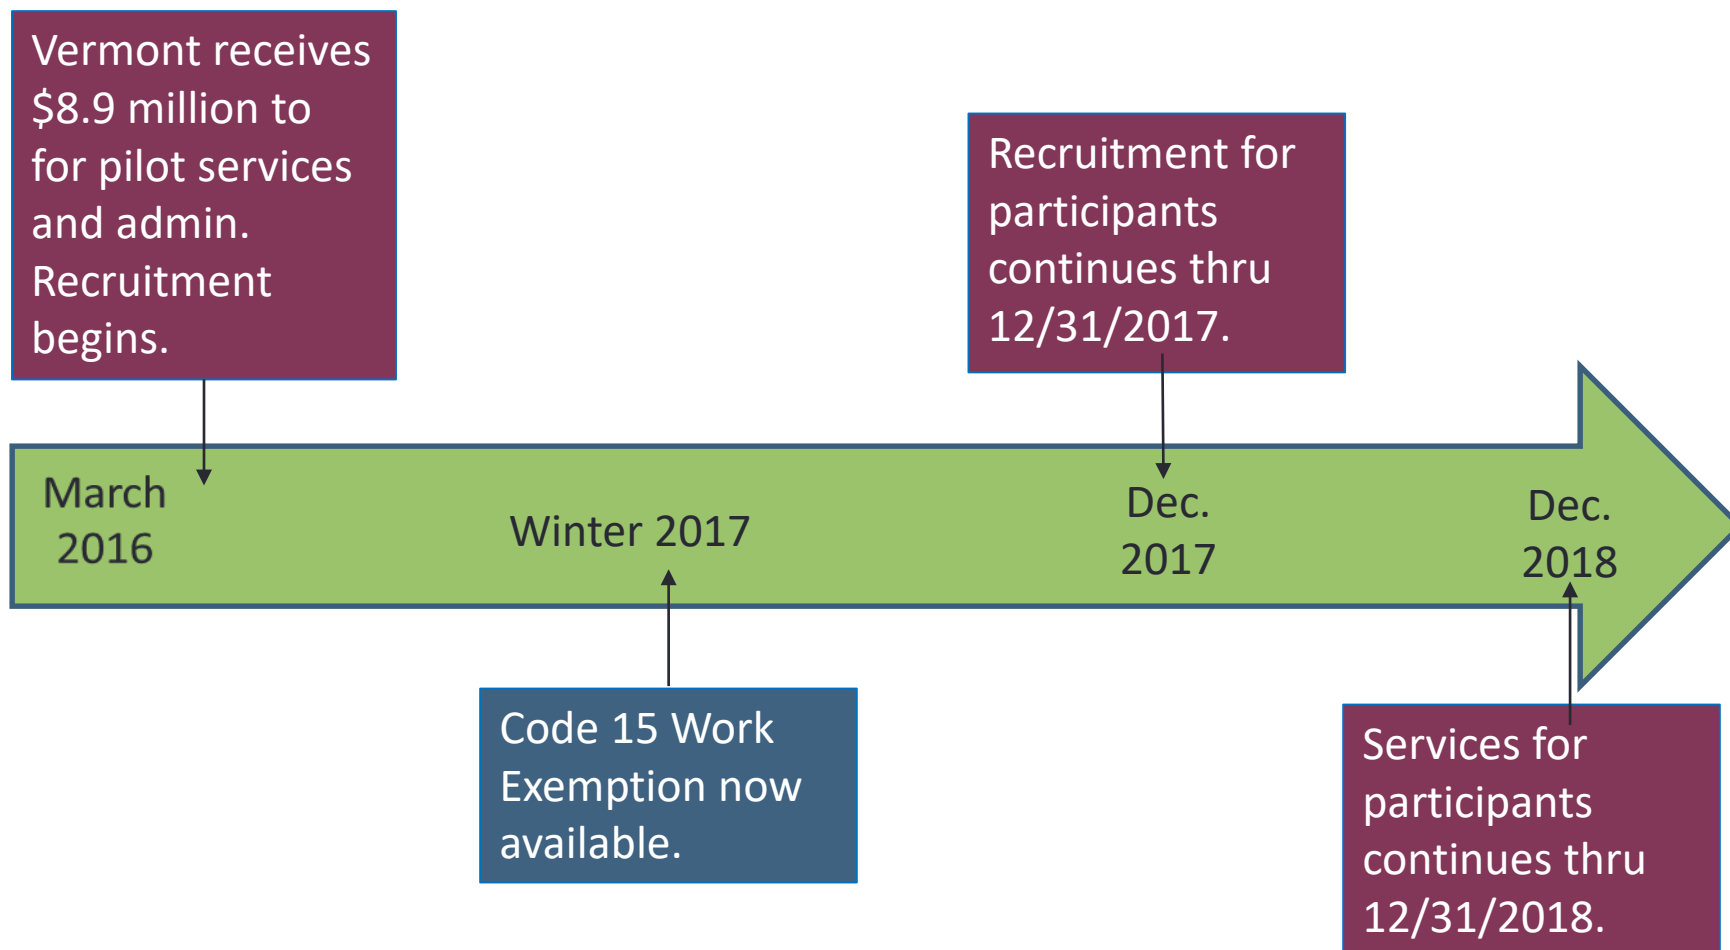 Vermont receives
$8.9 million to
for pilot services
and admin.
Recruitment
begins.
Recruitment for
participants
continues thru
12/31/2017.
March
2016
Winter 2017
Dec.
2017
Dec.
2018
Code 15 Work
Exemption now
available.
Services for
participants
continues thru
12/31/2018.